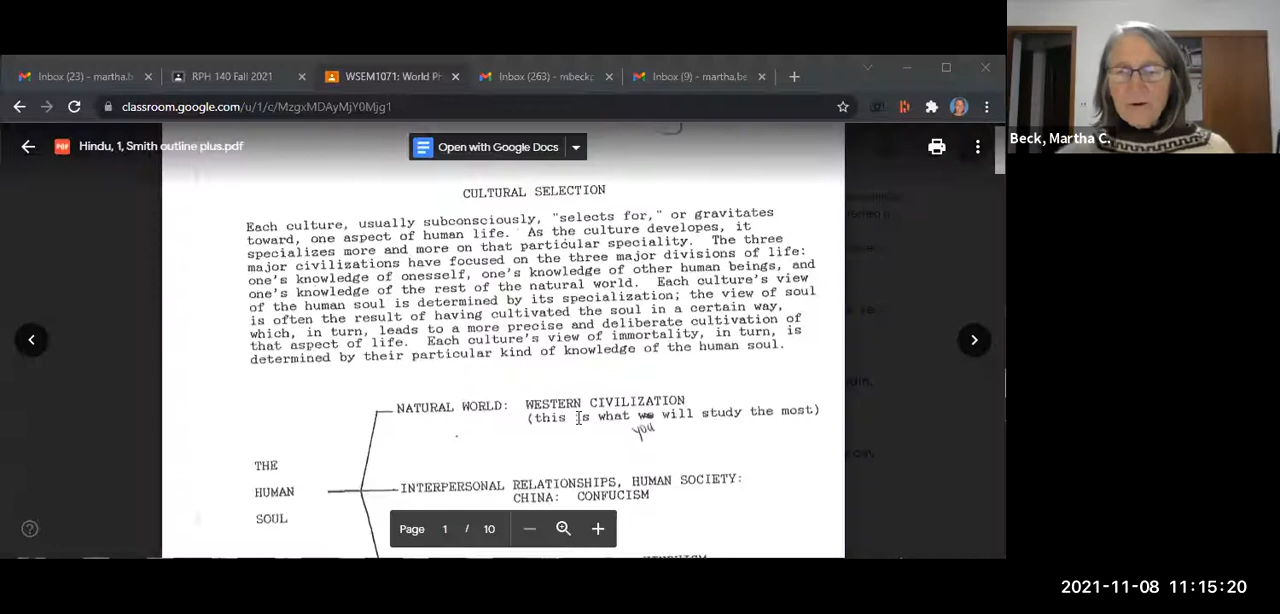 Inbox (23) - martha.b
RPH 140 Fall 2021
WSEM1071: World Ph
Inbox (263) - mbeck
Inbox (9) - martha.be
classroom.google.com/u/1/c/MzgxMDAyMjY0Mjg1
Hindu, 1, Smith outline plus.pdf
Open with Google Docs
Beck, Martha C.
CULTURAL SELECTION
Each culture, usually subconsciously, "selects for," or gravitates
toward, one aspect of human life. As the culture developes, it
specializes more and more on that particular speciality. The three
major civilizations have focused on the three major divisions of life:
one's knowledge of onesself, one's knowledge of other human beings, and
one's knowledge of the rest of the natural world. Each culture's view
of the human soul is determined by its specialization; the view of soul
is often the result of having cultivated the soul in a certain way,
which, in turn, leads to a more precise and deliberate cultivation of
that aspect of life. Each culture's view of immortality, in turn, is
determined by their particular kind of knowledge of the human soul.
NATURAL WORLD: WESTERN CIVILIZATION
(this is what we will study the most)
you
THE
HUMAN
SOUL
INTERPERSONAL RELATIONSHIPS, HUMAN SOCIETY:
CHINA: CONFUCISM
Page 1 / 10
2021-11-08 11:15:20